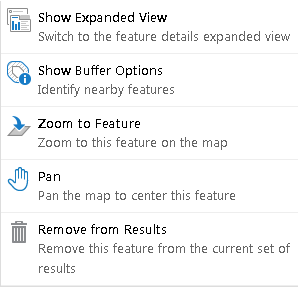 Show Expanded View
Switch to the feature details expanded view
Show Buffer Options
Identify nearby features
Zoom to Feature
Zoom to this feature on the map
Pan
Pan the map to center this feature
Remove from Results
Remove this feature from the current set of
results